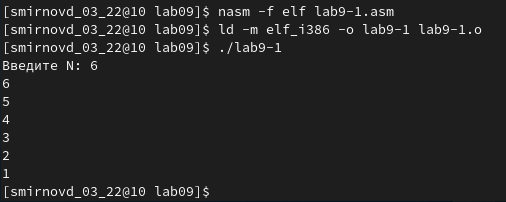 [smirnovd_03_22@10 lab09]$ nasm -f elf lab9-1.asm
[smirnovd_03_22@10 lab09]$ ld -m elf_i386 -o lab9-1 lab9-1.o
[smirnovd_03_22@10 lab09]$ ./lab9-1
Введите N: 6
6
5
4
3
2
1
[smirnovd_03_22@10 lab09]$